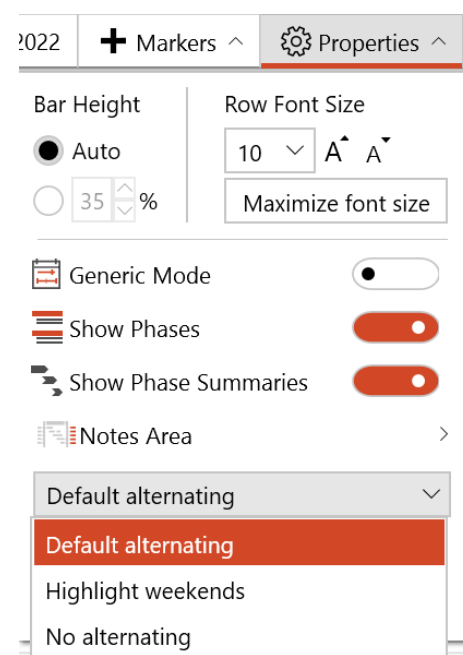 2022 Markers Properties
Bar Height Row Font Size
Auto 10 A A
35 % Maximize font size
Generic Mode
Show Phases
Show Phase Summaries
Notes Area
Default alternating
Default alternating
Highlight weekends
No alternating